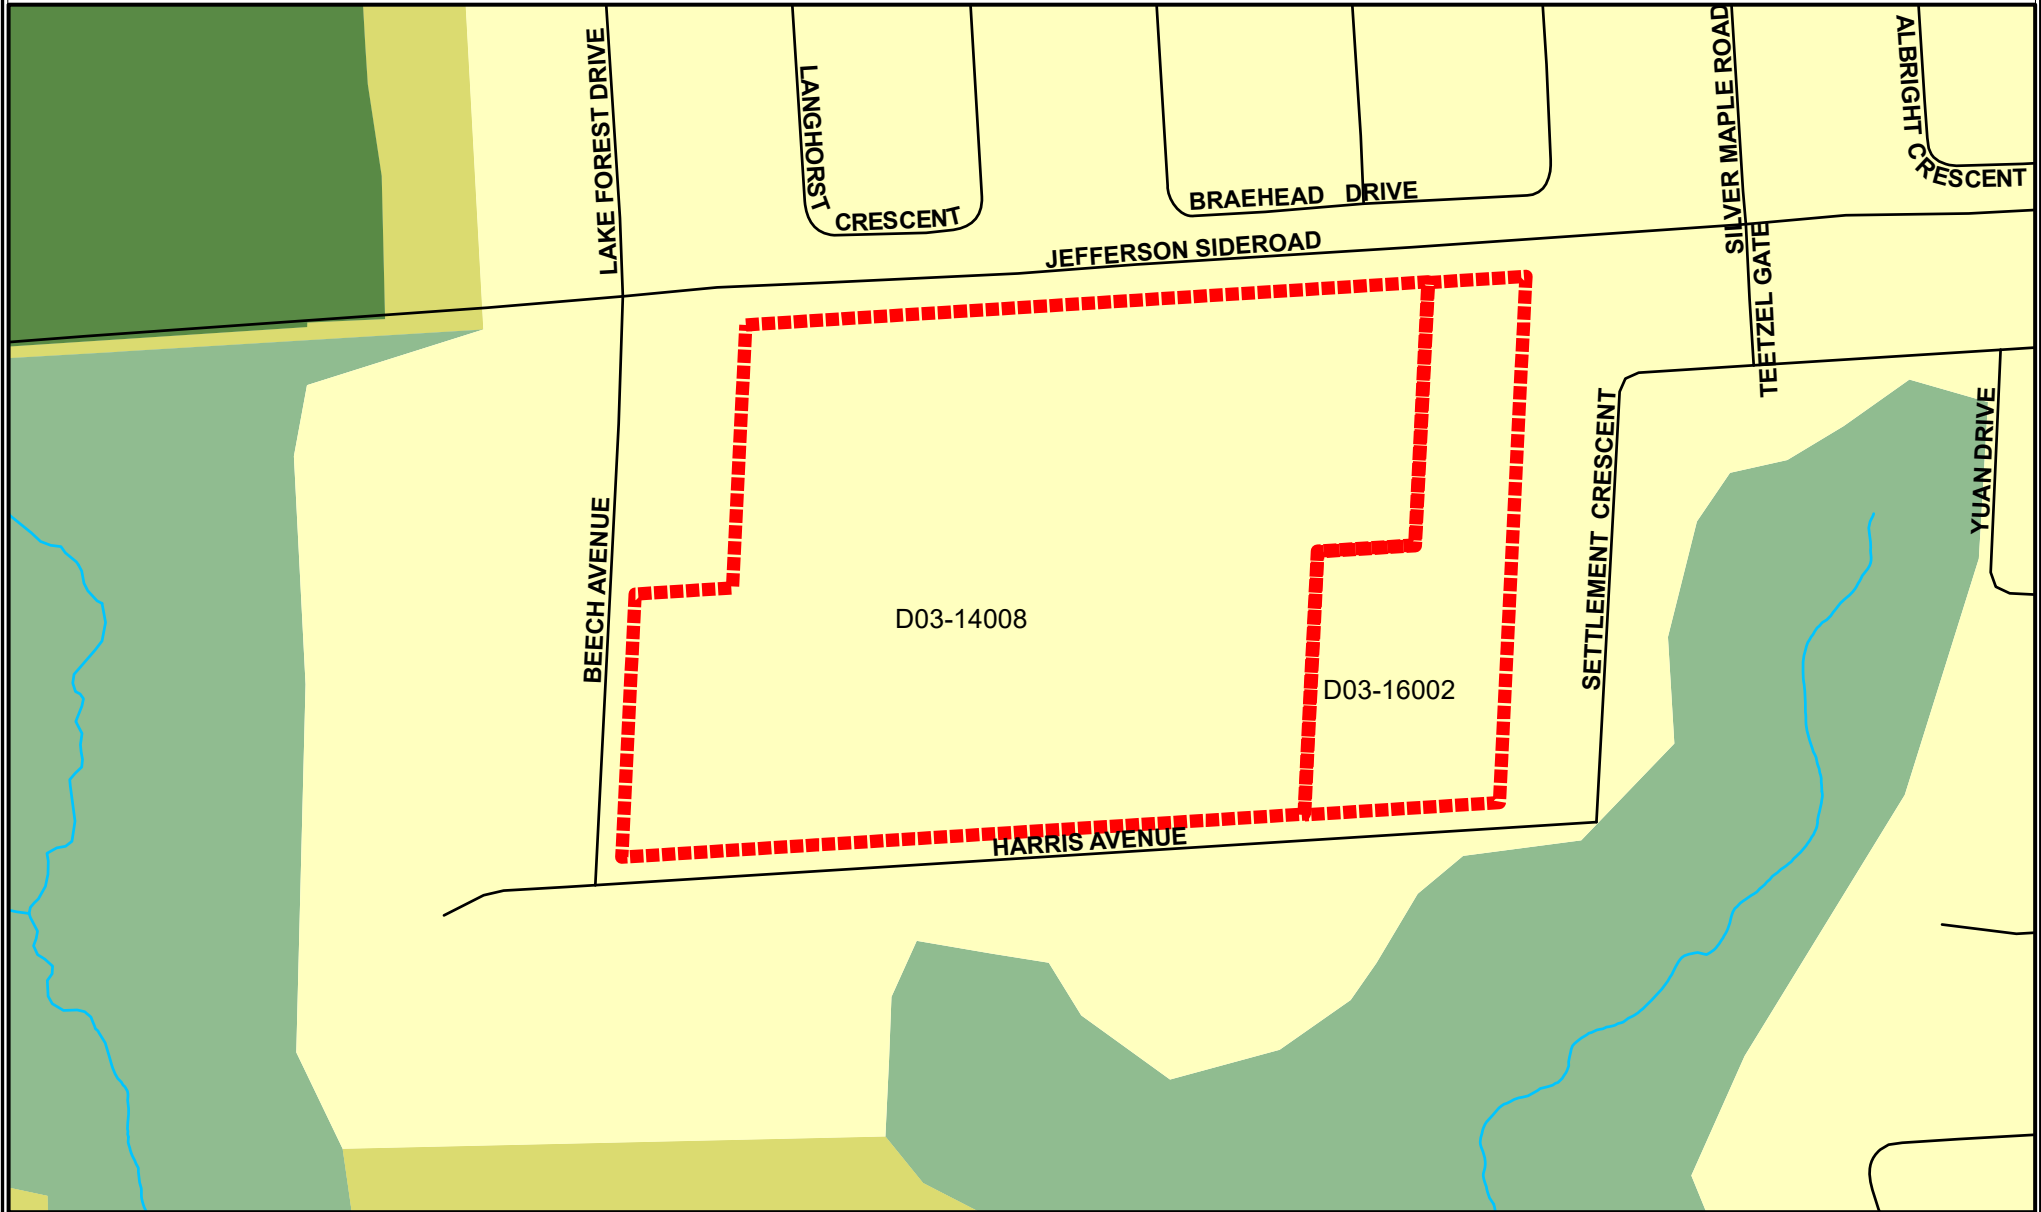 LAKE FOREST DRIVE
LANGHORST
CRESCENT
BRAEHEAD DRIVE
SILVER MAPLE ROAD
ALBRIGHT CRESCENT
JEFFERSON SIDEROAD
TEETZEL GATE
YUAN DRIVE
SETTLEMENT CRESCENT
BEECH AVENUE
D03-14008
D03-16002
HARRIS AVENUE